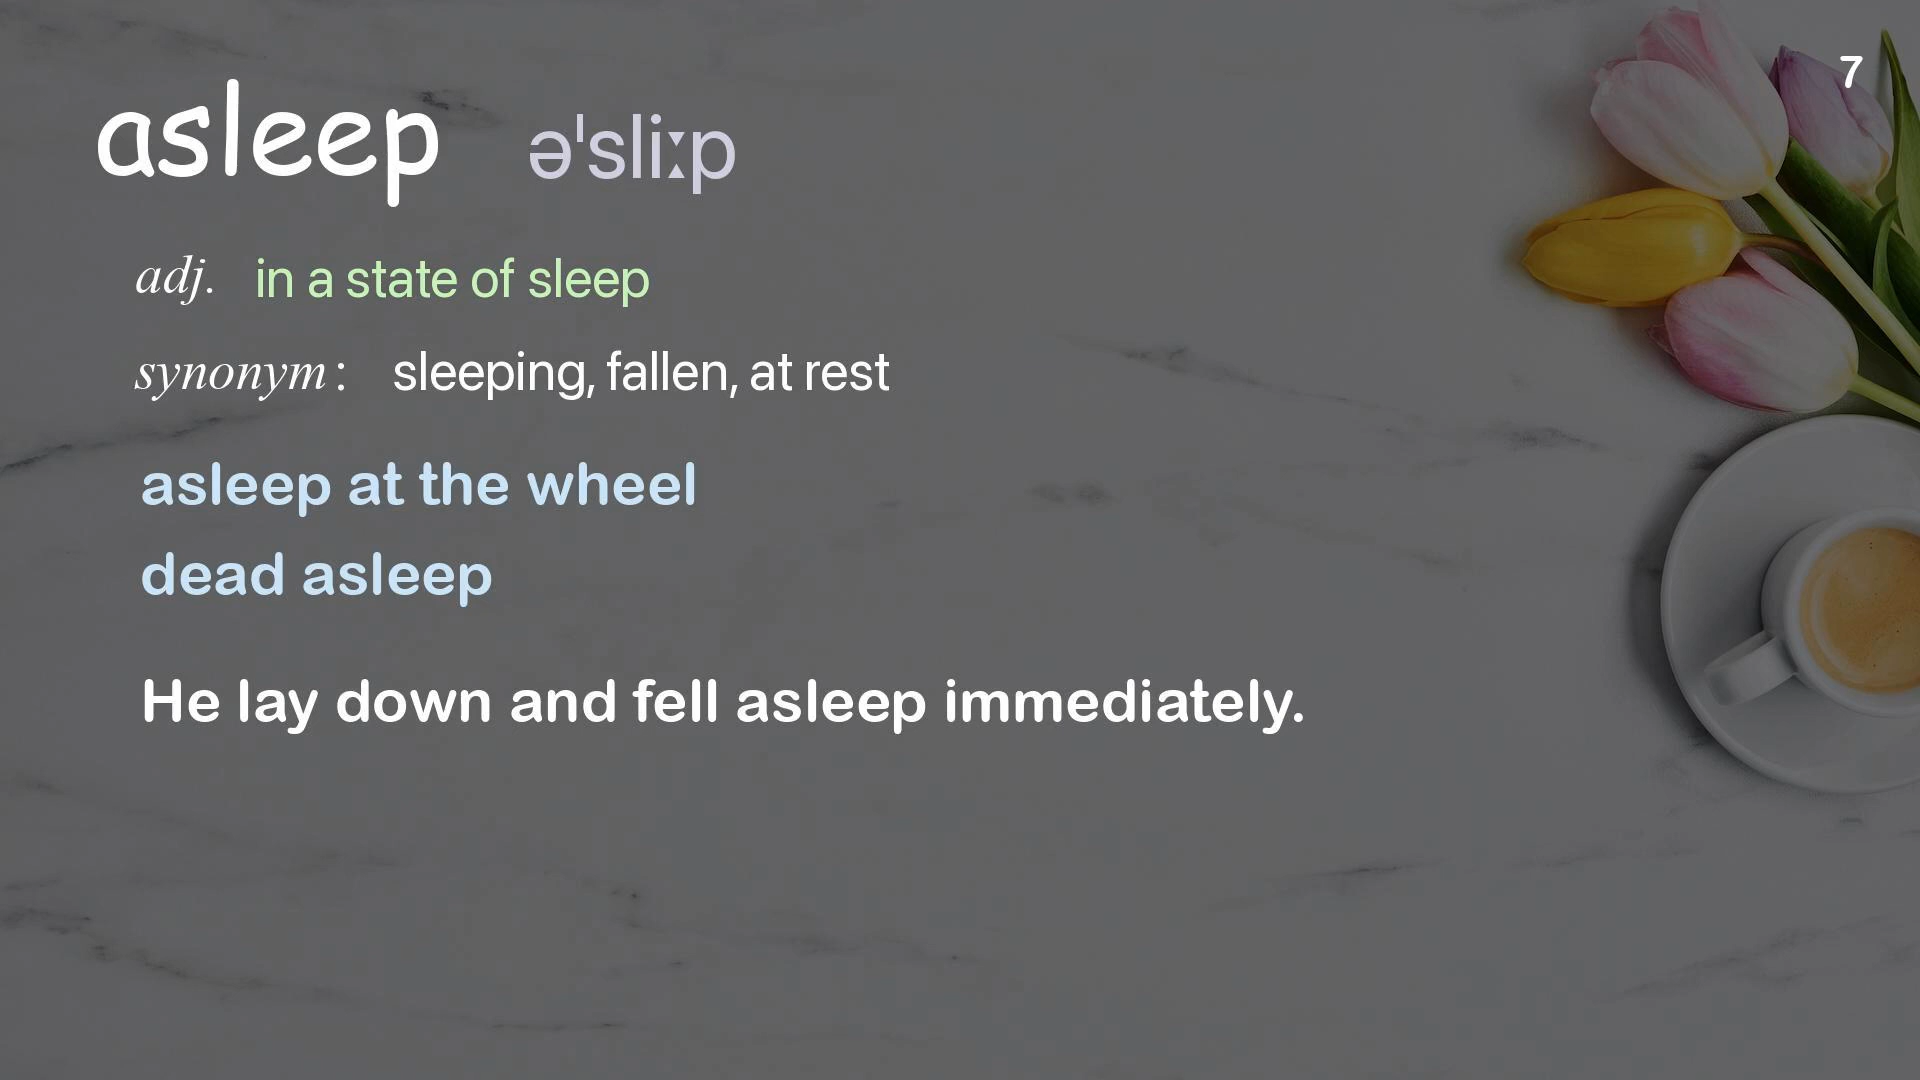 7
asleep əˈsliːp
adj. in a state of sleep
synonym: sleeping, fallen, at rest
asleep at the wheel
dead asleep
He lay down and fell asleep immediately.